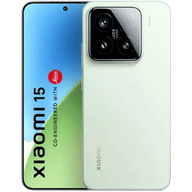 XIAOMI 15
CO-ENGINEERED WITH Leica
xiaomi